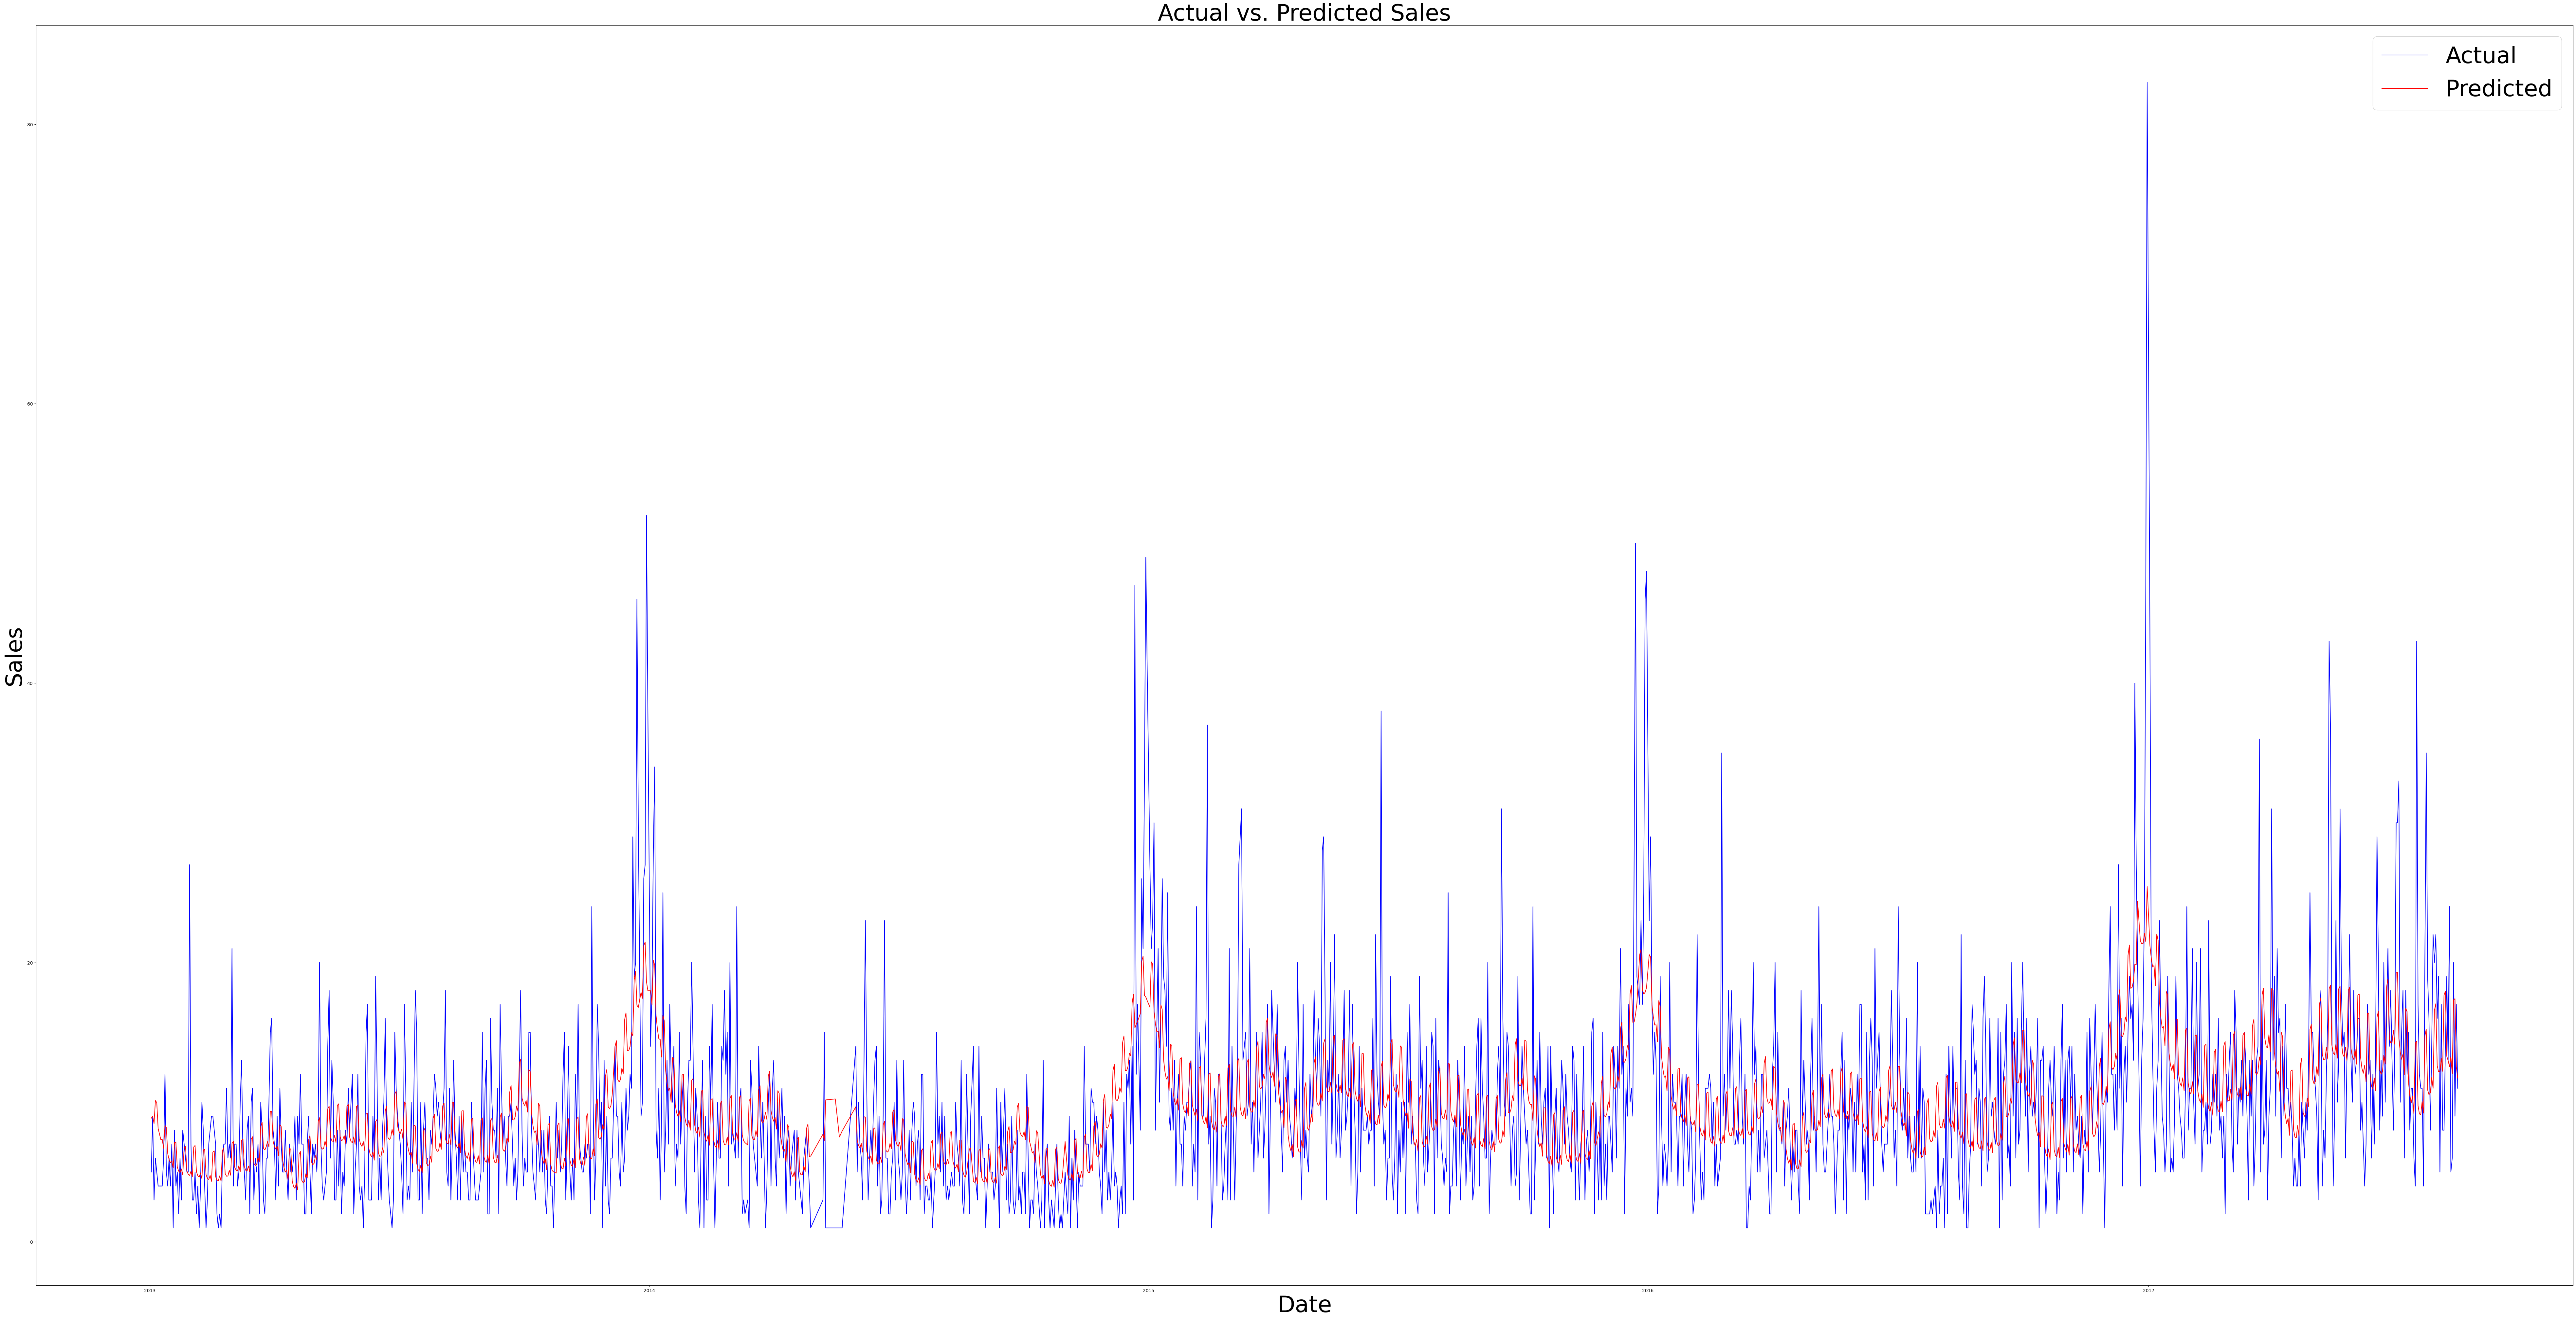 Actual vs. Predicted Sales
Actual
Predicted
80
60
40
20
0
Sales
2013 2014 2015 2016 2017
Date